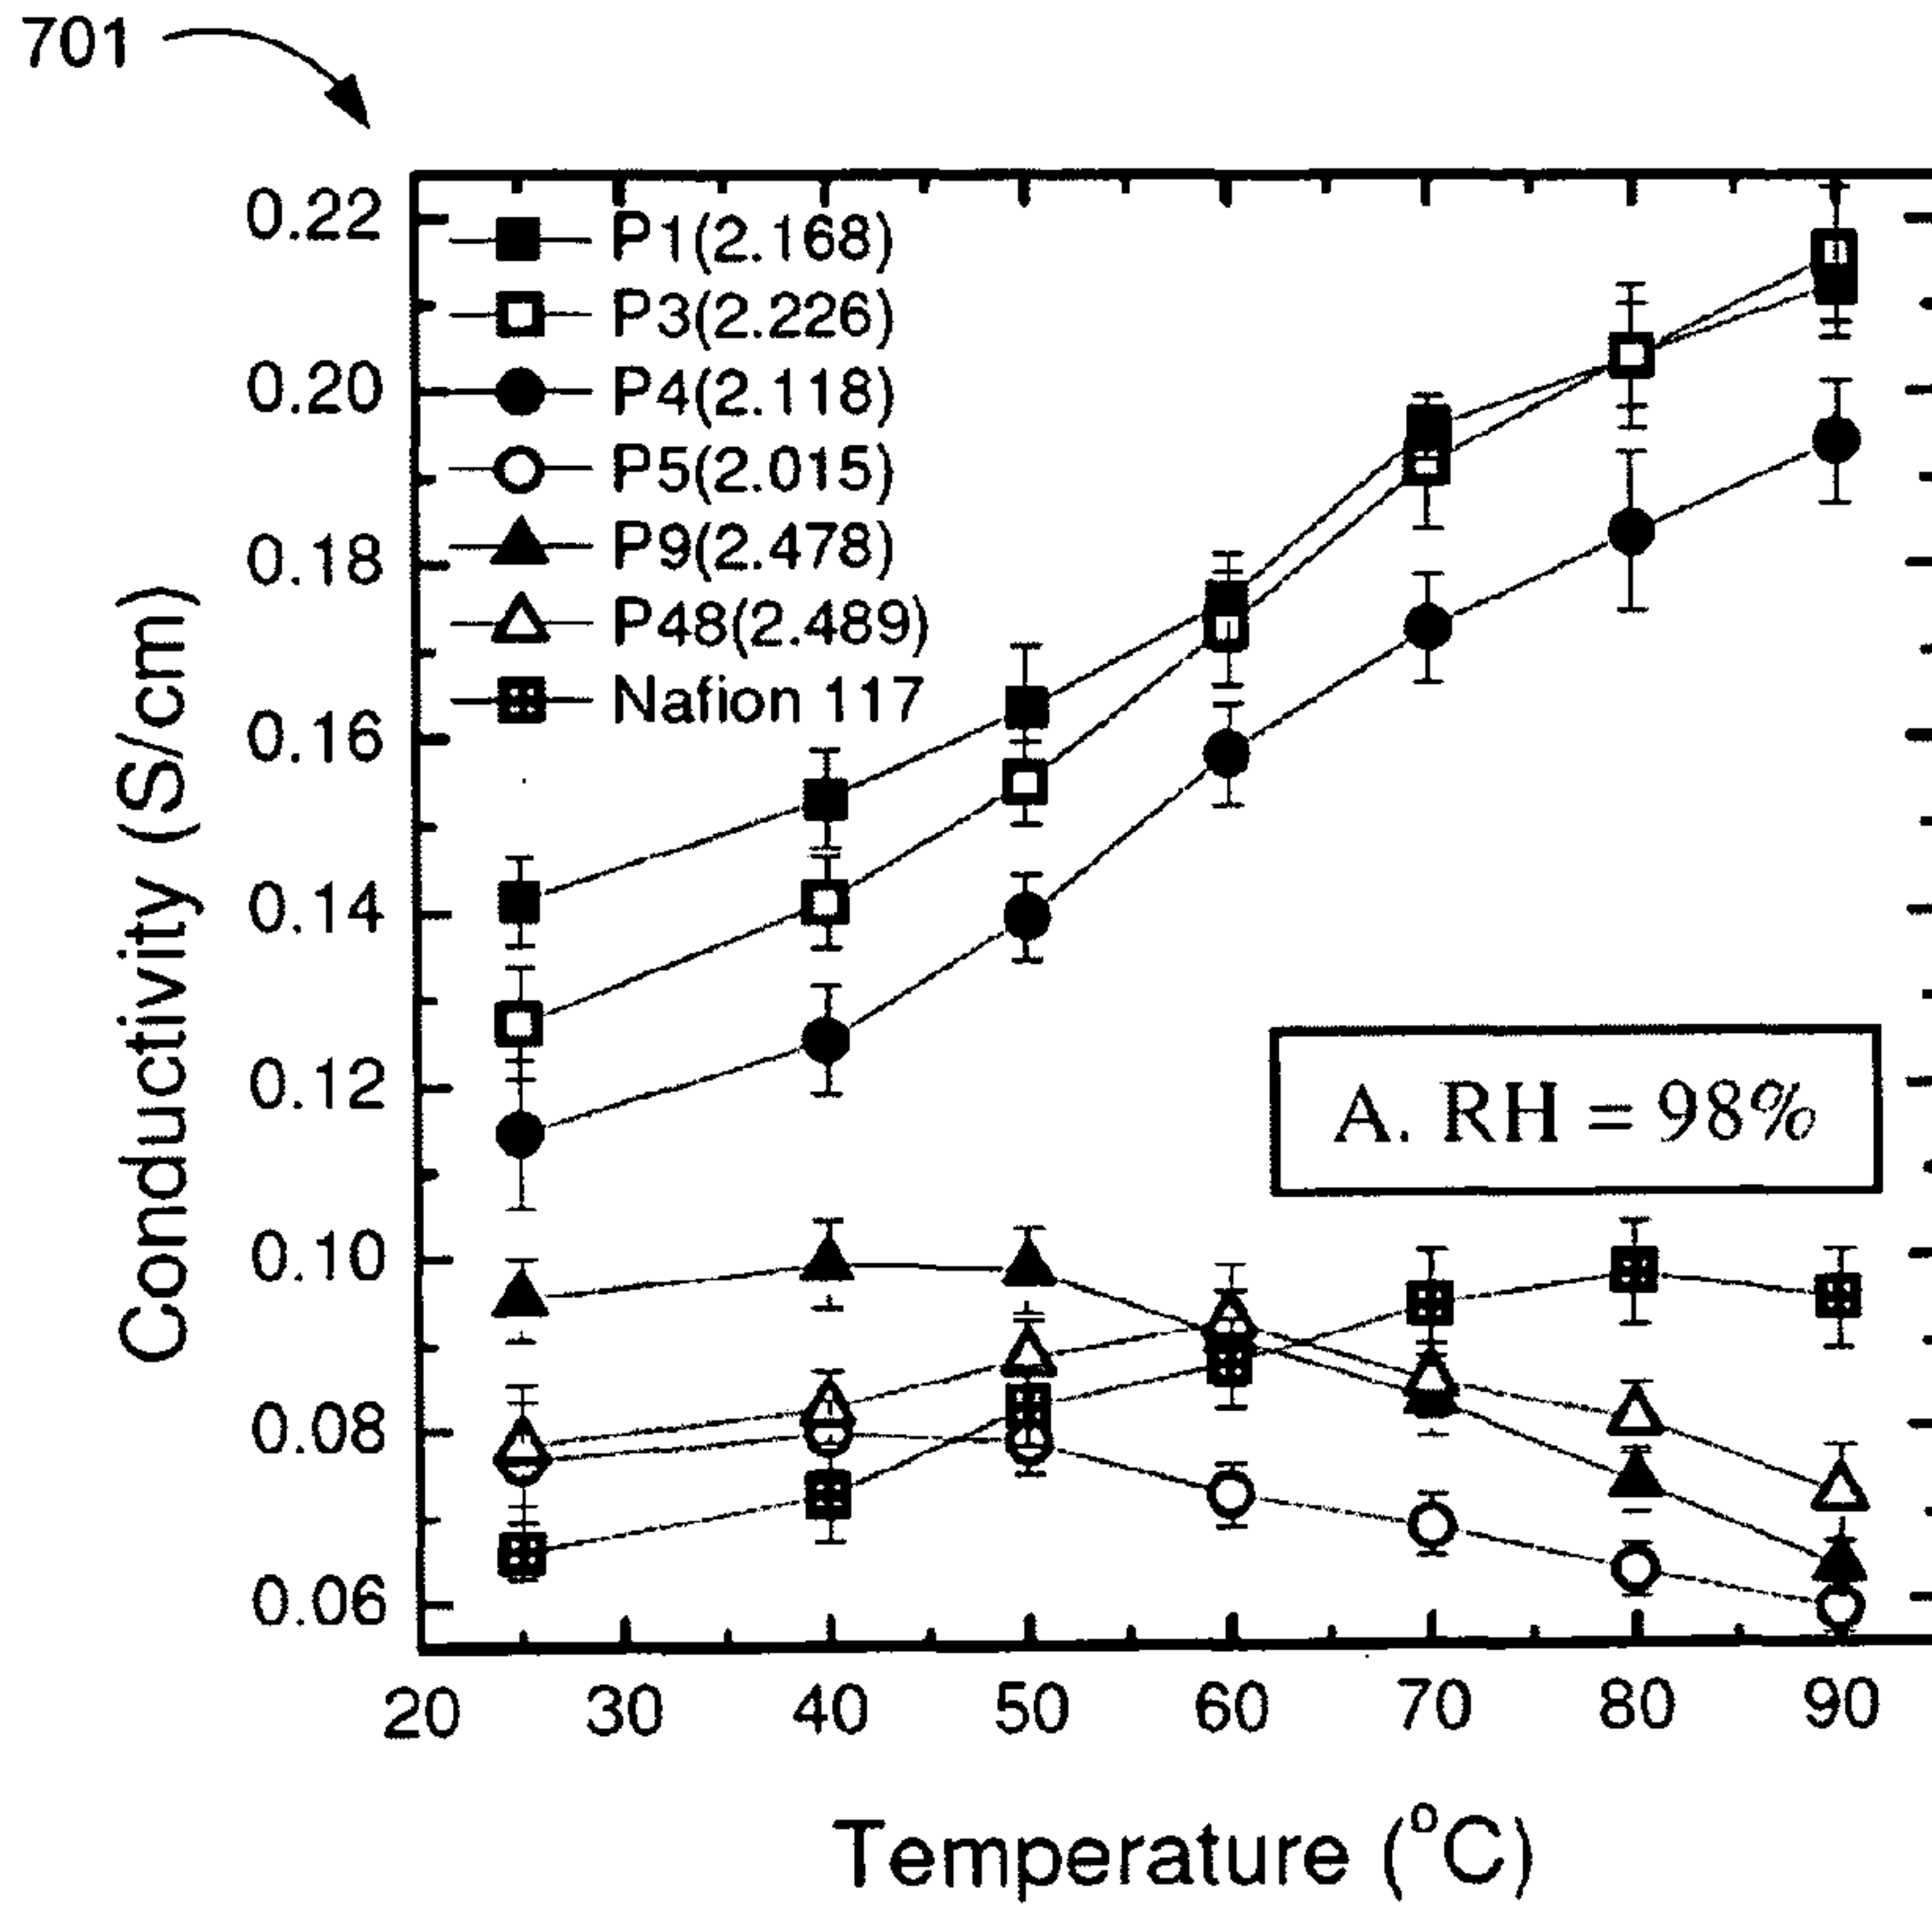 701
0.22
0.20
0.18
0.16
0.14
0.12
0.10
0.08
0.06
Conductivity (S/cm)
P1(2.168)
P3(2.226)
P4(2.118)
P5(2.015)
P9(2.478)
P48(2.489)
Nafion 117
A. RH = 98%
20 30 40 50 60 70 80 90
Temperature (°C)